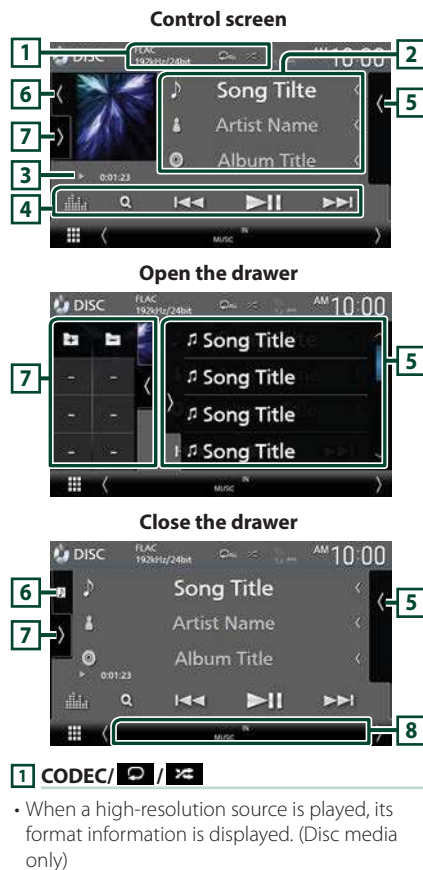 Control screen
1
2
DISC
FLAC
192kHz/24bit
10:00
6
Song Tilte
5
7
Artist Name
Album Title
3
0:01:23
4
IN
MUSIC
Open the drawer
DISC
FLAC
192kHz/24bit
AM 10:00
Song Title
7
5
Song Title
Song Title
Song Title
IN
MUSIC
Close the drawer
DISC
FLAC
192kHz/24bit
AM 10:00
6
Song Title
5
7
Artist Name
Album Title
0:01:23
IN
MUSIC
8
1 CODEC/ /
• When a high-resolution source is played, its
format information is displayed. (Disc media
only)